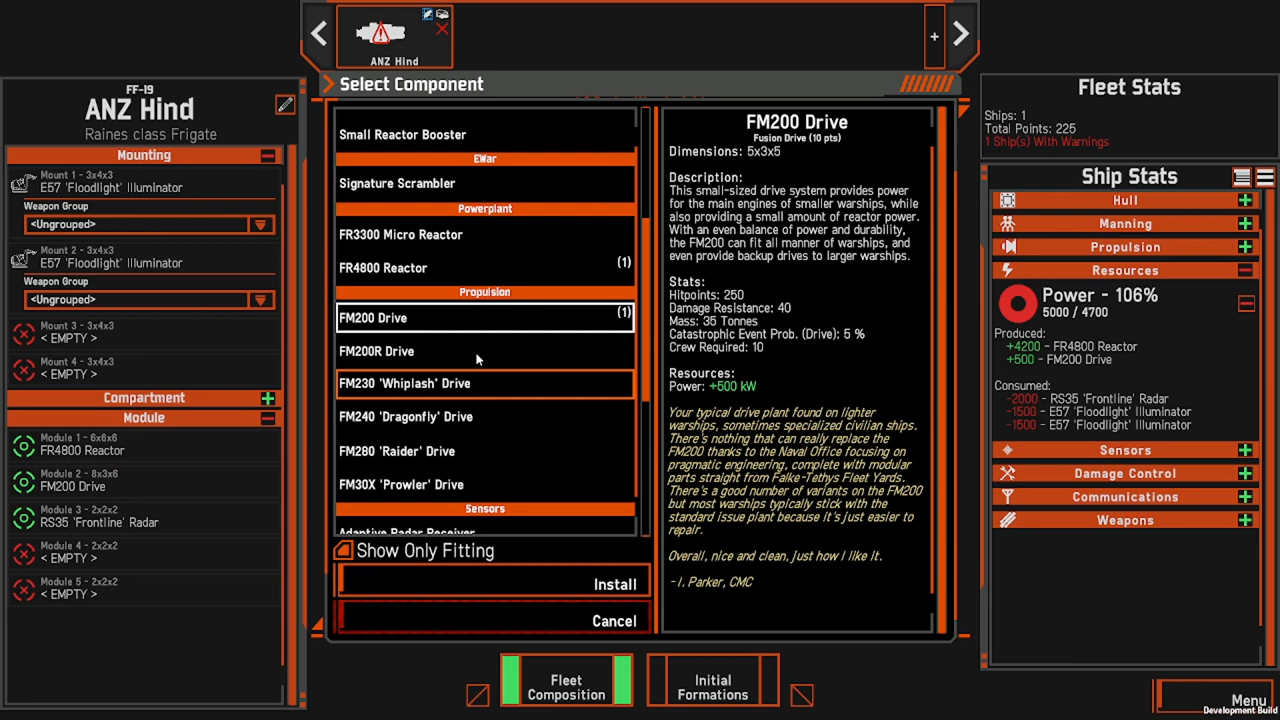 ANZ Hind
FF-19
ANZ Hind
Raines class Frigate
Mounting
Mount 1 - 3x4x3
E57 'Floodlight' Illuminator
Weapon Group
<Ungrouped>
Mount 2 - 3x4x3
E57 'Floodlight' Illuminator
Weapon Group
<Ungrouped>
Mount 3 - 3x4x3
< EMPTY >
Mount 4 - 3x4x3
< EMPTY >
Compartment
Module
Module 1 - 6x6x6
FR4800 Reactor
Module 2 - 8x3x6
FM200 Drive
Module 3 - 2x2x2
RS35 'Frontline' Radar
Module 4 - 2x2x2
< EMPTY >
Module 5 - 2x2x2
< EMPTY >
Select Component
Small Reactor Booster
EWar
Signature Scrambler
Powerplant
FR3300 Micro Reactor
FR4800 Reactor (1)
Propulsion
FM200 Drive (1)
FM200R Drive
FM230 'Whiplash' Drive
FM240 'Dragonfly' Drive
FM280 'Raider' Drive
FM30X 'Prowler' Drive
Sensors
Adaptive Radar Receiver
Show Only Fitting
Install
Cancel
FM200 Drive
Fusion Drive (10 pts)
Dimensions: 5x3x5
Description:
This small-sized drive system provides power
for the main engines of smaller warships, while
also providing a small amount of reactor power.
With an even balance of power and durability,
the FM200 can fit all manner of warships, and
even provide backup drives to larger warships.
Stats:
Hitpoints: 250
Damage Resistance: 40
Mass: 35 Tonnes
Catastrophic Event Prob. (Drive): 5 %
Crew Required: 10
Resources:
Power: +500 kW
Your typical drive plant found on lighter
warships, sometimes specialized civilian ships.
There's nothing that can really replace the
FM200 thanks to the Naval Office focusing on
pragmatic engineering, complete with modular
parts straight from Falke-Tethys Fleet Yards.
There's a good number of variants on the FM200
but most warships typically stick with the
standard issue plant because it's just easier to
repair.
Overall, nice and clean, just how I like it.
- I. Parker, CMC
Fleet Stats
Ships: 1
Total Points: 225
1 Ship(s) With Warnings
Ship Stats
Hull
Manning
Propulsion
Resources
Power - 106%
5000 / 4700
Produced:
+4200 - FR4800 Reactor
+500 - FM200 Drive
Consumed:
-2000 - RS35 'Frontline' Radar
-1500 - E57 'Floodlight' Illuminator
-1500 - E57 'Floodlight' Illuminator
Sensors
Damage Control
Communications
Weapons
Fleet
Composition
Initial
Formations
Menu
Development Build